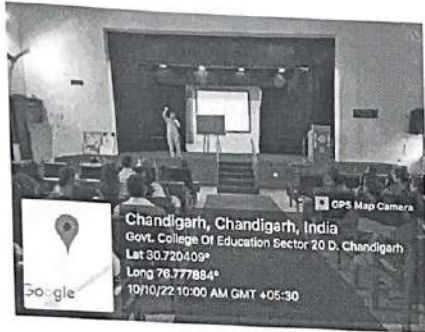 GPS Map Camera
Chandigarh, Chandigarh, India
Govt. College Of Education Sector 20 D, Chandigarh
Lat 30.720409°
Long 76.777884°
10/10/22 10:00 AM GMT +05:30
Google